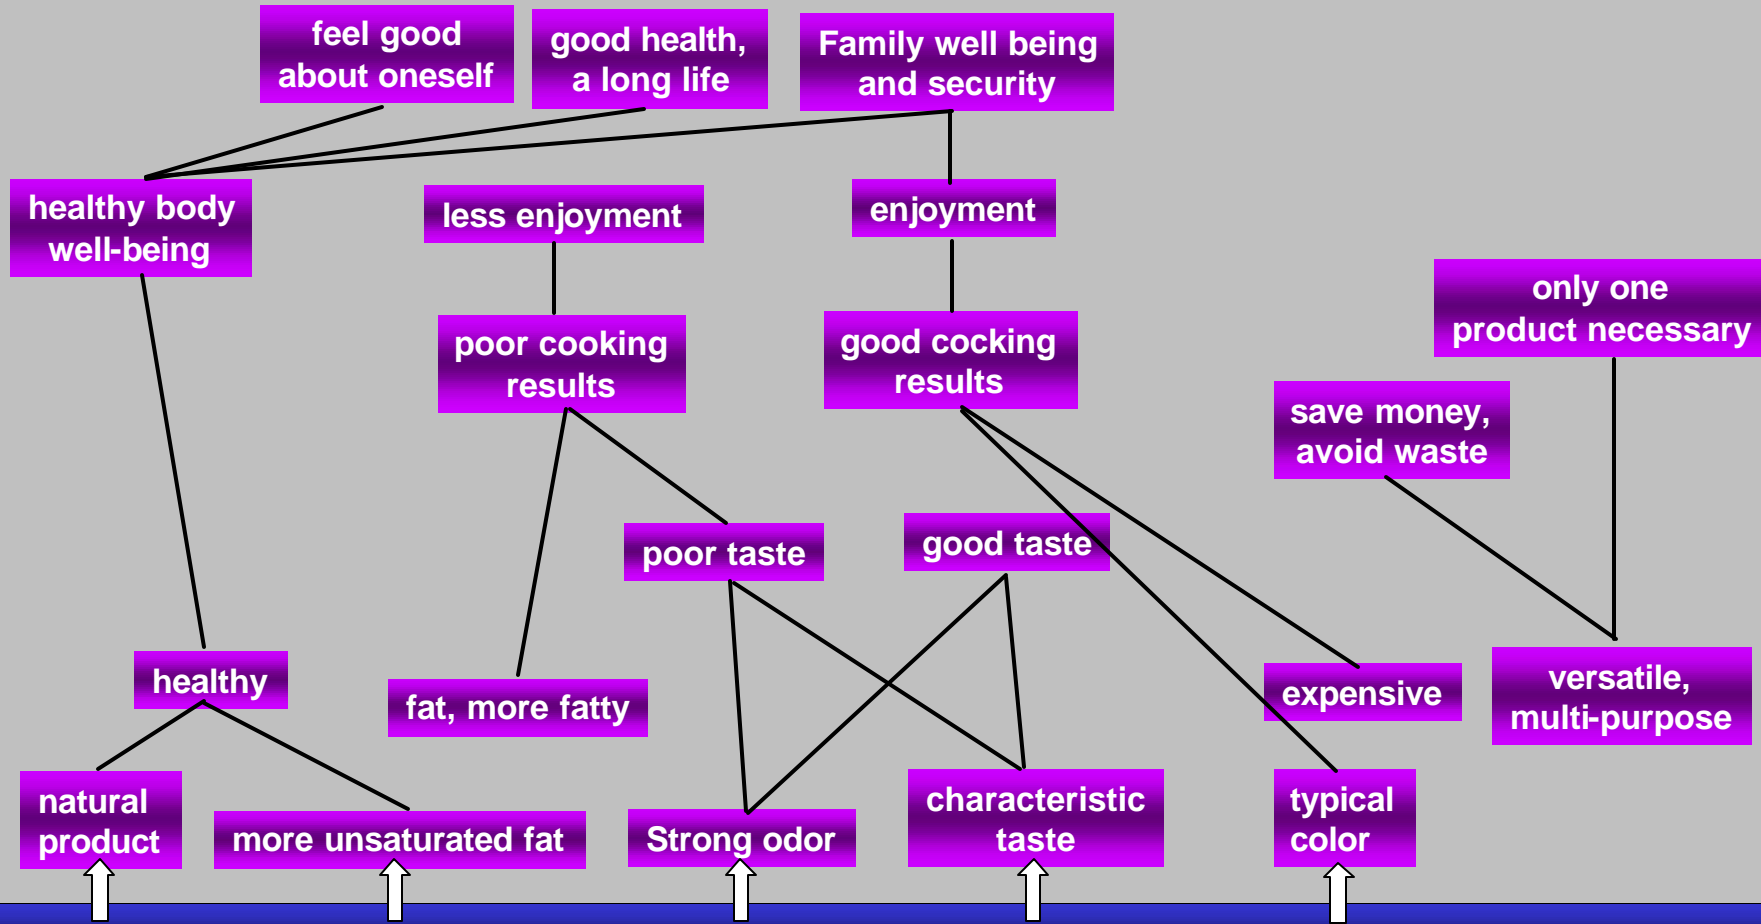 feel good
about oneself
good health,
a long life
Family well being
and security
healthy body
well-being
less enjoyment
enjoyment
only one
product necessary
poor cooking
results
good cocking
results
save money,
avoid waste
poor taste
good taste
healthy
fat, more fatty
expensive
versatile,
multi-purpose
natural
product
more unsaturated fat
Strong odor
characteristic
taste
typical
color